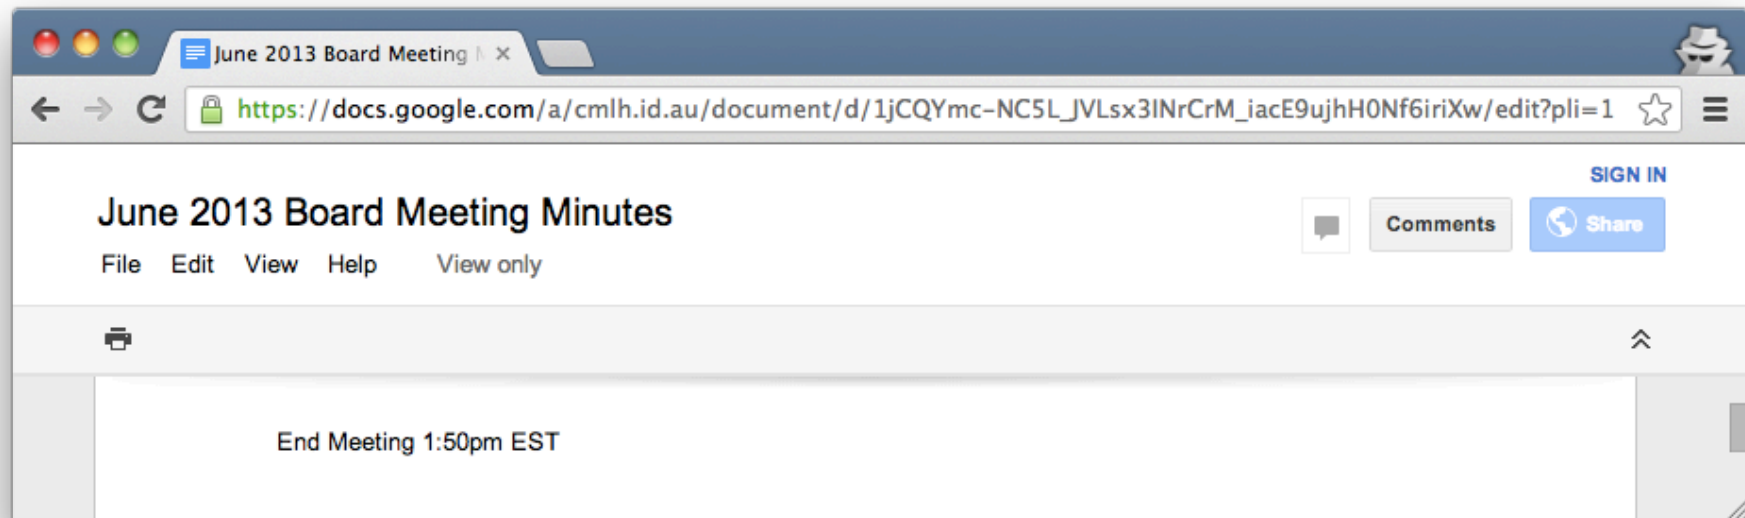 June 2013 Board Meeting
https://docs.google.com/a/cmlh.id.au/document/d/1jCQYmc-NC5L_JVLsx3INrCrM_iacE9ujhH0Nf6iriXw/edit?pli=1
SIGN IN
June 2013 Board Meeting Minutes
Comments
Share
File Edit View Help View only
End Meeting 1:50pm EST